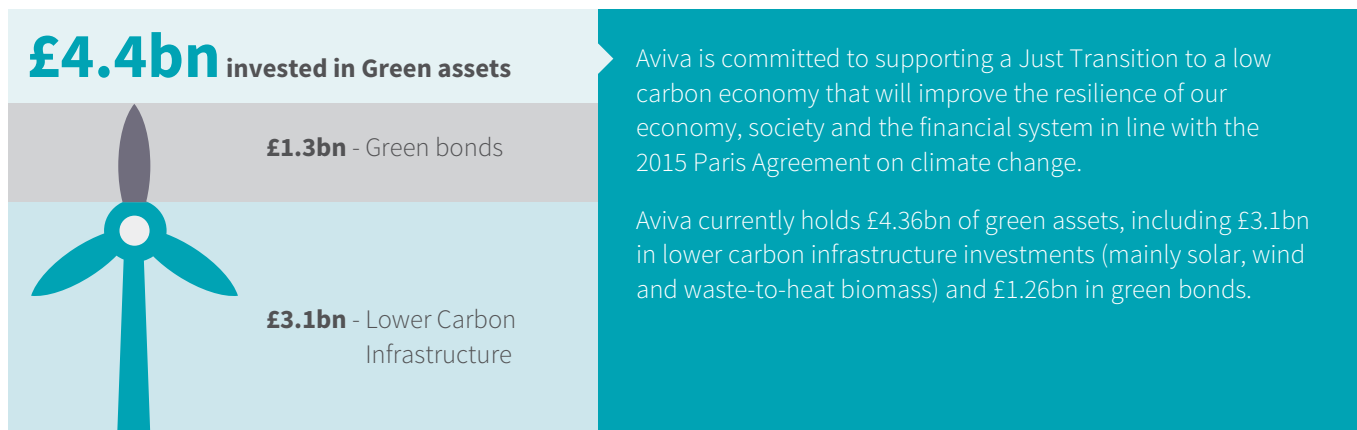 £4.4bn invested in Green assets
£1.3bn - Green bonds
£3.1bn - Lower Carbon
Infrastructure
Aviva is committed to supporting a Just Transition to a low
carbon economy that will improve the resilience of our
economy, society and the financial system in line with the
2015 Paris Agreement on climate change.
Aviva currently holds £4.36bn of green assets, including £3.1bn
in lower carbon infrastructure investments (mainly solar, wind
and waste-to-heat biomass) and £1.26bn in green bonds.